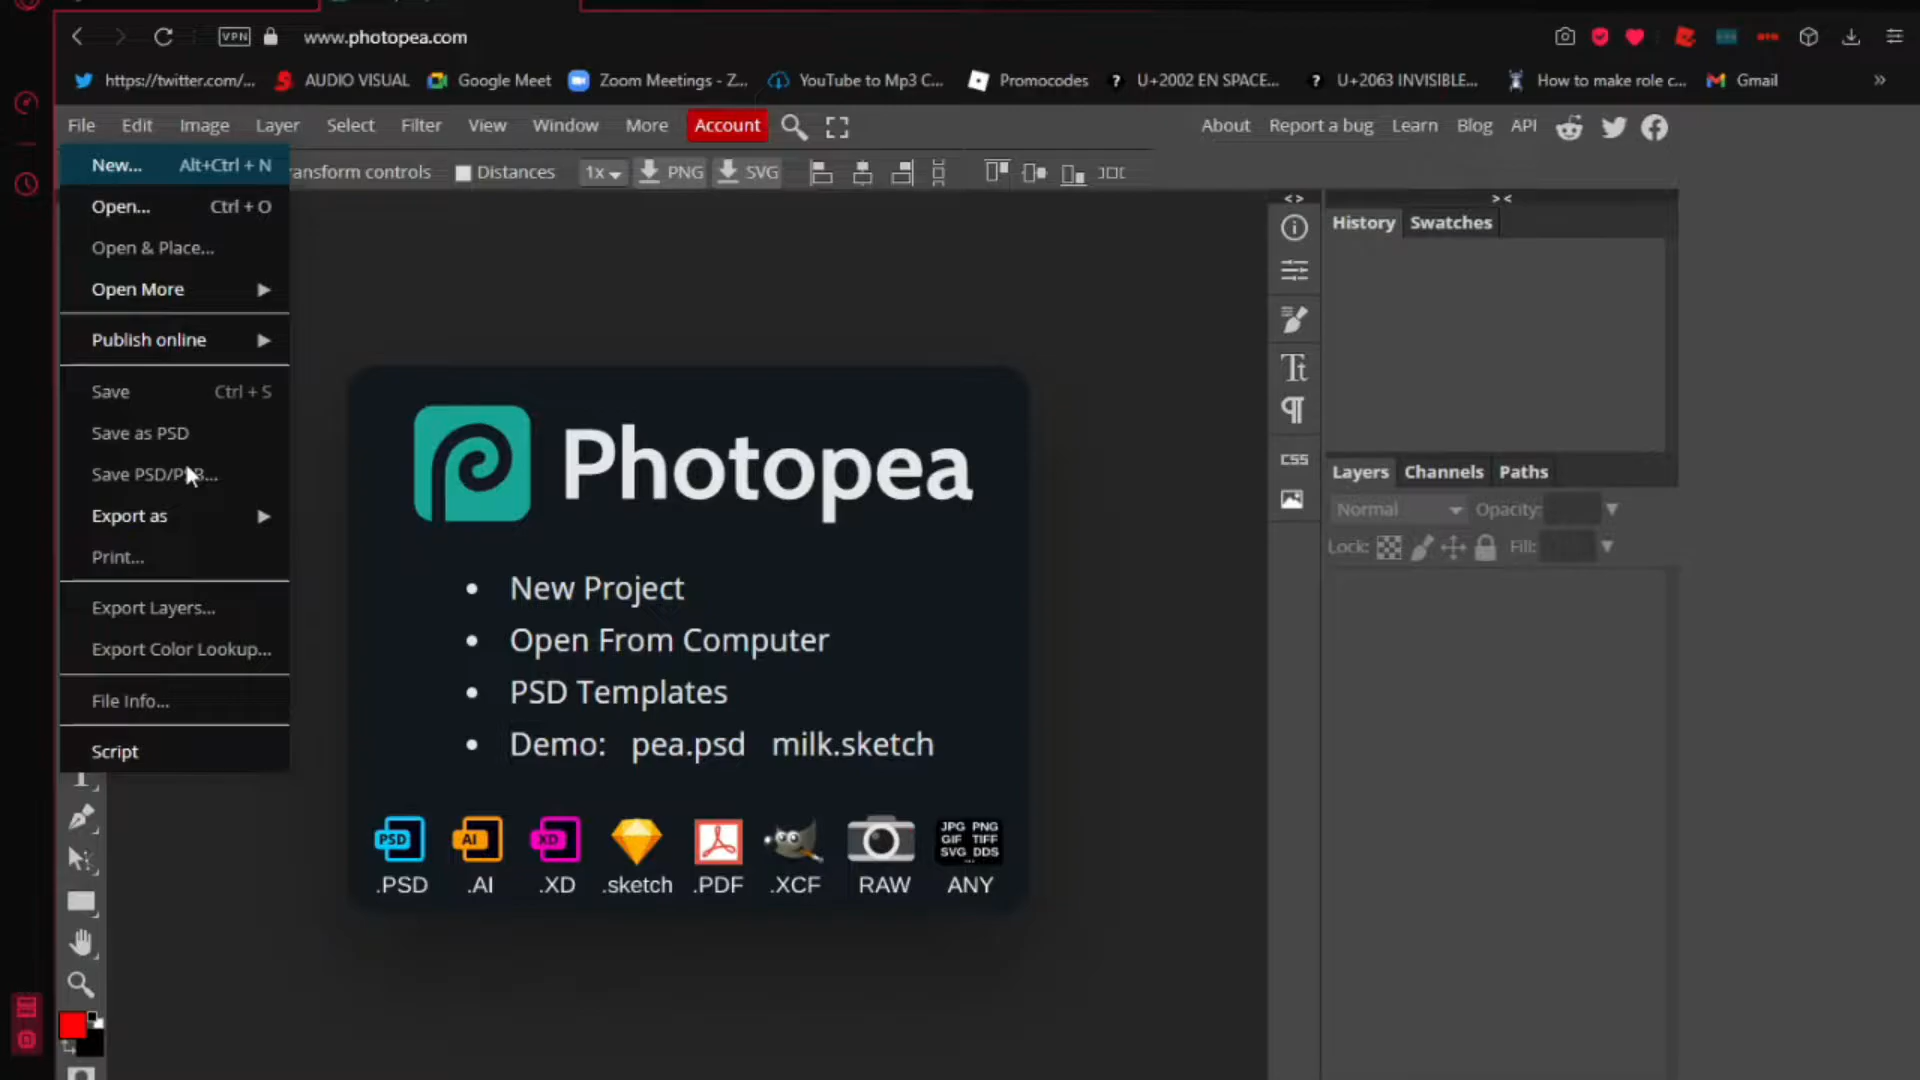 VPN www.photopea.com
https://twitter.com/... AUDIO VISUAL Google Meet Zoom Meetings - Z... YouTube to Mp3 C... Promocodes U+2002 EN SPACE... U+2063 INVISIBLE... How to make role c... Gmail
File Edit Image Layer Select Filter View Window More Account About Report a bug Learn Blog API
New... Alt+Ctrl + N
ransform controls Distances 1x PNG SVG
Open... Ctrl + O
Open & Place...
Open More
Publish online
Save Ctrl + S
Save as PSD
Save PSD/PSB...
Export as
Print...
Export Layers...
Export Color Lookup...
File Info...
Script
Photopea
• New Project
• Open From Computer
• PSD Templates
• Demo: pea.psd milk.sketch
PSD AI XD JPG PNG GIF TIFF SVG DDS ...
.PSD .AI .XD .sketch .PDF .XCF RAW ANY
CSS
History Swatches
Layers Channels Paths
Normal Opacity:
Lock: Fill: